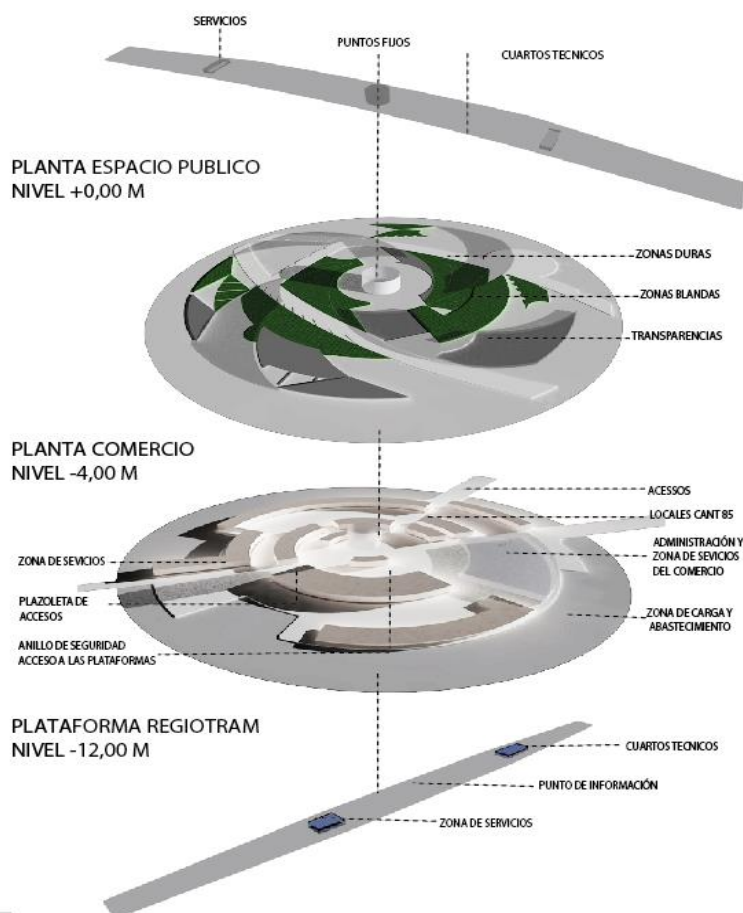 SERVICIOS
PUNTOS FIJOS
CUARTOS TECNICOS
PLANTA ESPACIO PUBLICO
NIVEL +0,00 M
ZONAS DURAS
ZONAS BLANDAS
TRANSPARENCIAS
PLANTA COMERCIO
NIVEL -4,00 M
ACESSOS
LOCALES CANT 85
ADMINISTRACIÓN Y
ZONA DE SEVICIOS
DEL COMERCIO
ZONA DE SEVICIOS
PLAZOLETA DE
ACCESOS
ZONA DE CARGA Y
ABASTECIMIENTO
ANILLO DE SEGURIDAD
ACCESO A LAS PLATAFORMAS
PLATAFORMA REGIOTRAM
NIVEL -12,00 M
CUARTOS TECNICOS
PUNTO DE INFORMACIÓN
ZONA DE SERVICIOS